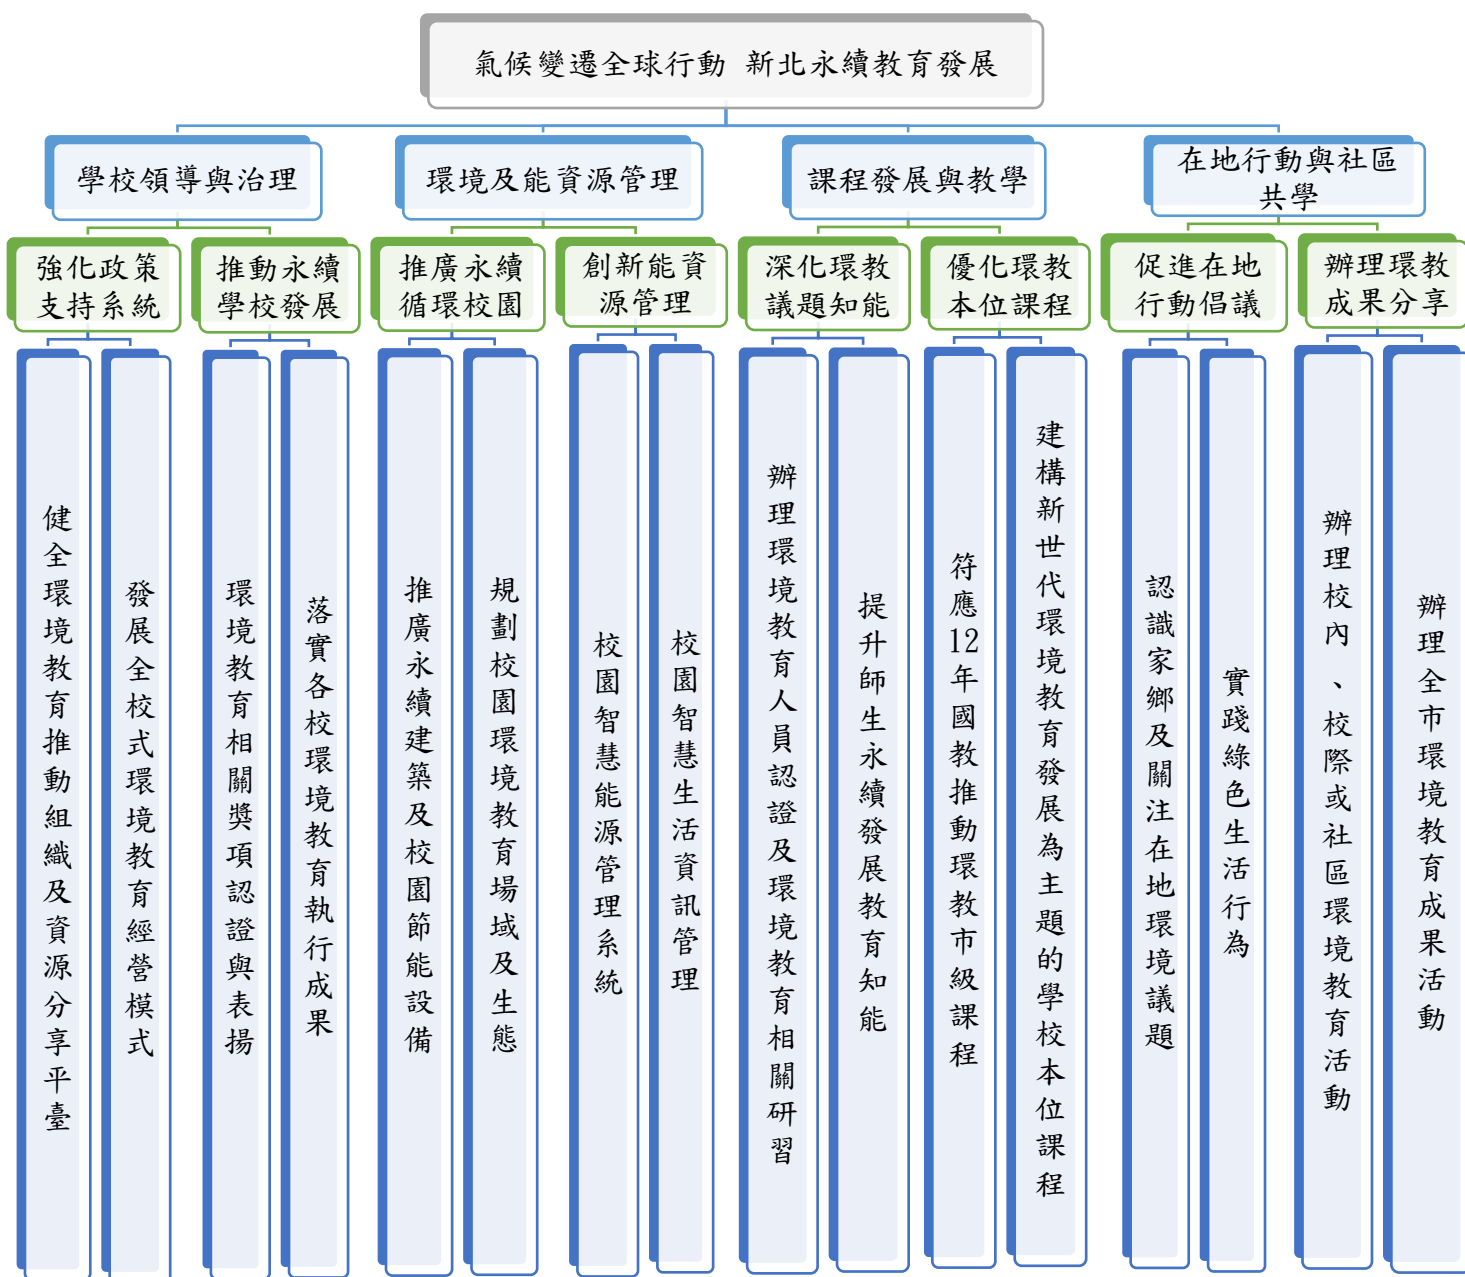 氣候變遷全球行動 新北永續教育發展
學校領導與治理
環境及能資源管理
課程發展與教學
在地行動與社區
共學
強化政策
支持系統
推動永續
學校發展
推廣永續
循環校園
創新能資
源管理
深化環教
議題知能
優化環教
本位課程
促進在地
行動倡議
辦理環教
成果分享
健全環境教育推動組織及資源分享平臺
發展全校式環境教育經營模式
環境教育相關獎項認證與表揚
落實各校環境教育執行成果
推廣永續建築及校園節能設備
規劃校園環境教育場域及生態
校園智慧能源管理系統
校園智慧生活資訊管理
辦理環境教育人員認證及環境教育相關研習
提升師生永續發展教育知能
符應12年國教推動環教市級課程
建構新世代環境教育發展為主題的學校本位課程
認識家鄉及關注在地環境議題
實踐綠色生活行為
辦理校內、校際或社區環境教育活動
辦理全市環境教育成果活動